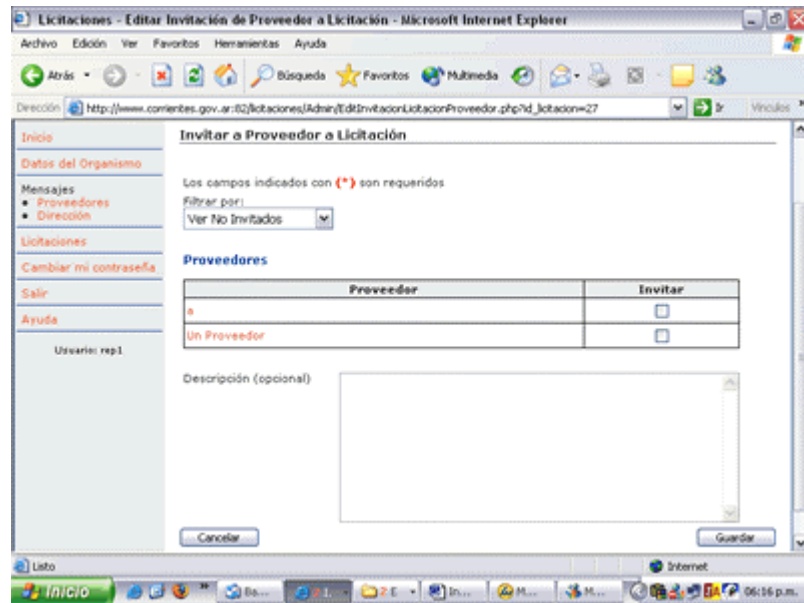 Licitaciones - Editar Invitación de Proveedor a Licitación - Microsoft Internet Explorer
Archivo Edición Ver Favoritos Herramientas Ayuda
Atrás Búsqueda Favoritos Multimedia
Dirección http://www.corrientes.gov.ar:82/licitaciones/Admin/EditInvitacionLicitacionProveedor.php?id_licitacion=27 Ir Vínculos »
Inicio
Datos del Organismo
Mensajes
Proveedores
Dirección
Licitaciones
Cambiar mi contraseña
Salir
Ayuda
Usuario: rep1
Invitar a Proveedor a Licitación
Los campos indicados con (*) son requeridos
Filtrar por:
Ver No Invitados
Proveedores
Proveedor Invitar
a
Un Proveedor
Descripción (opcional)
Cancelar Guardar
Listo Internet
Inicio » Ba... 2 I... 2 E... In... M... M... 06:16 p.m.